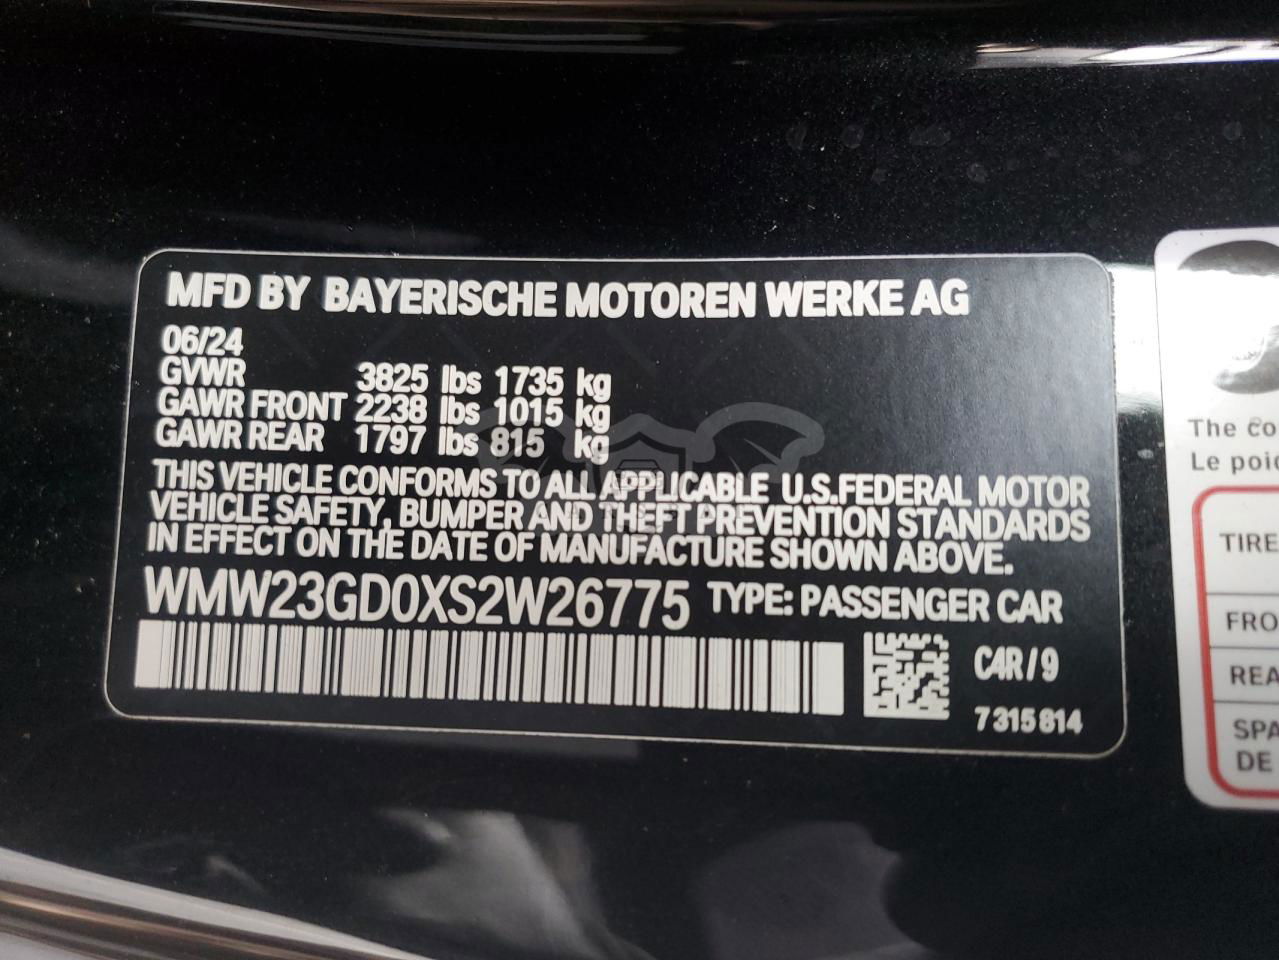 MFD BY BAYERISCHE MOTOREN WERKE AG
06/24
GVWR 3825 lbs 1735 kg
GAWR FRONT 2238 lbs 1015 kg
GAWR REAR 1797 lbs 815 kg
THIS VEHICLE CONFORMS TO ALL APPLICABLE U.S.FEDERAL MOTOR
VEHICLE SAFETY, BUMPER AND THEFT PREVENTION STANDARDS
IN EFFECT ON THE DATE OF MANUFACTURE SHOWN ABOVE.
WMW23GD0XS2W26775 TYPE: PASSENGER CAR
C4R/9
7315814
The co
Le poid
TIRE
FRO
REA
SPA
DE